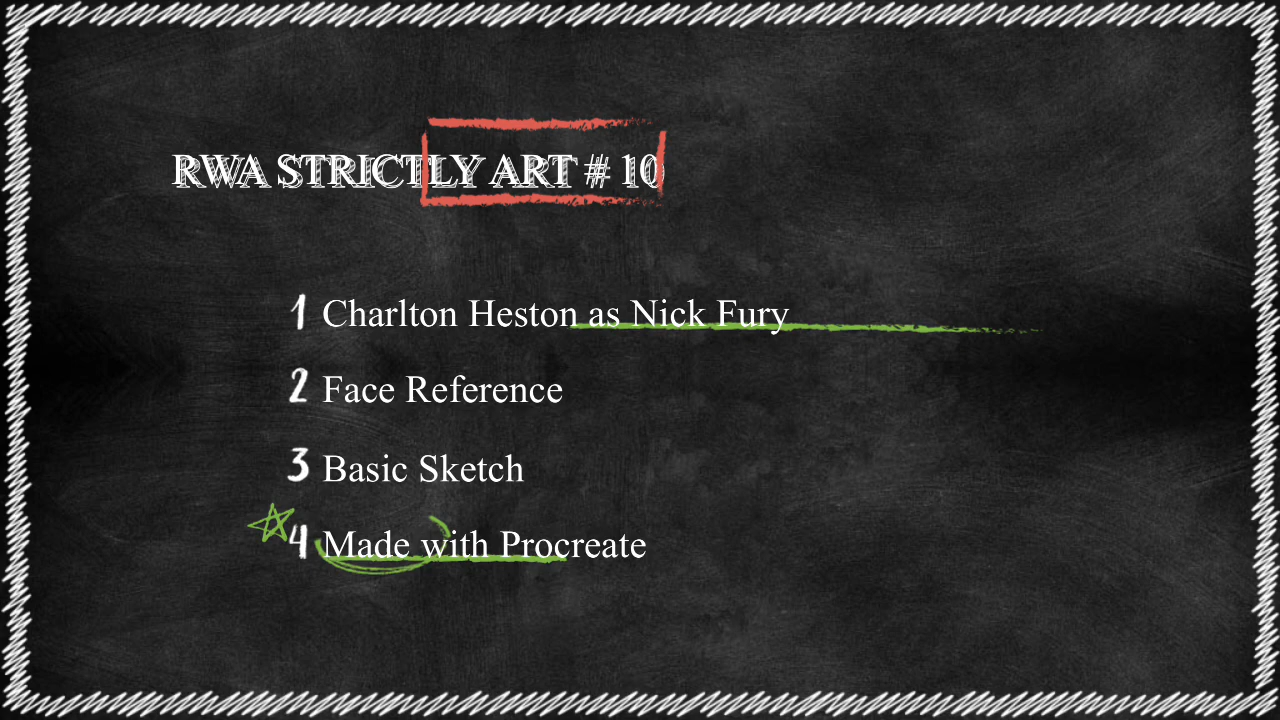 RWA STRICTLY ART # 10
1 Charlton Heston as Nick Fury
2 Face Reference
3 Basic Sketch
4 Made with Procreate